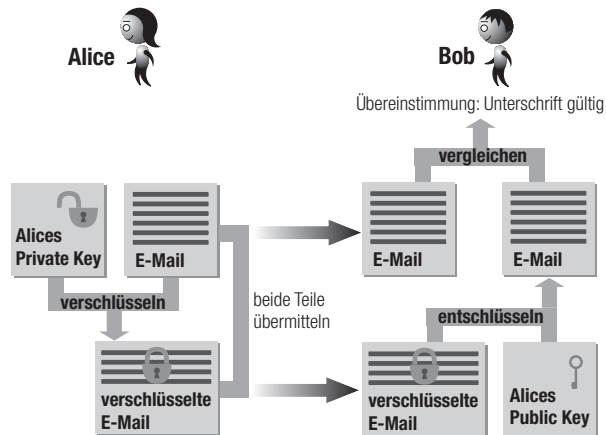 Alice
Bob
Übereinstimmung: Unterschrift gültig
vergleichen
Alices
Private Key
E-Mail
E-Mail
E-Mail
verschlüsseln
beide Teile
übermitteln
entschlüsseln
verschlüsselte
E-Mail
verschlüsselte
E-Mail
Alices
Public Key